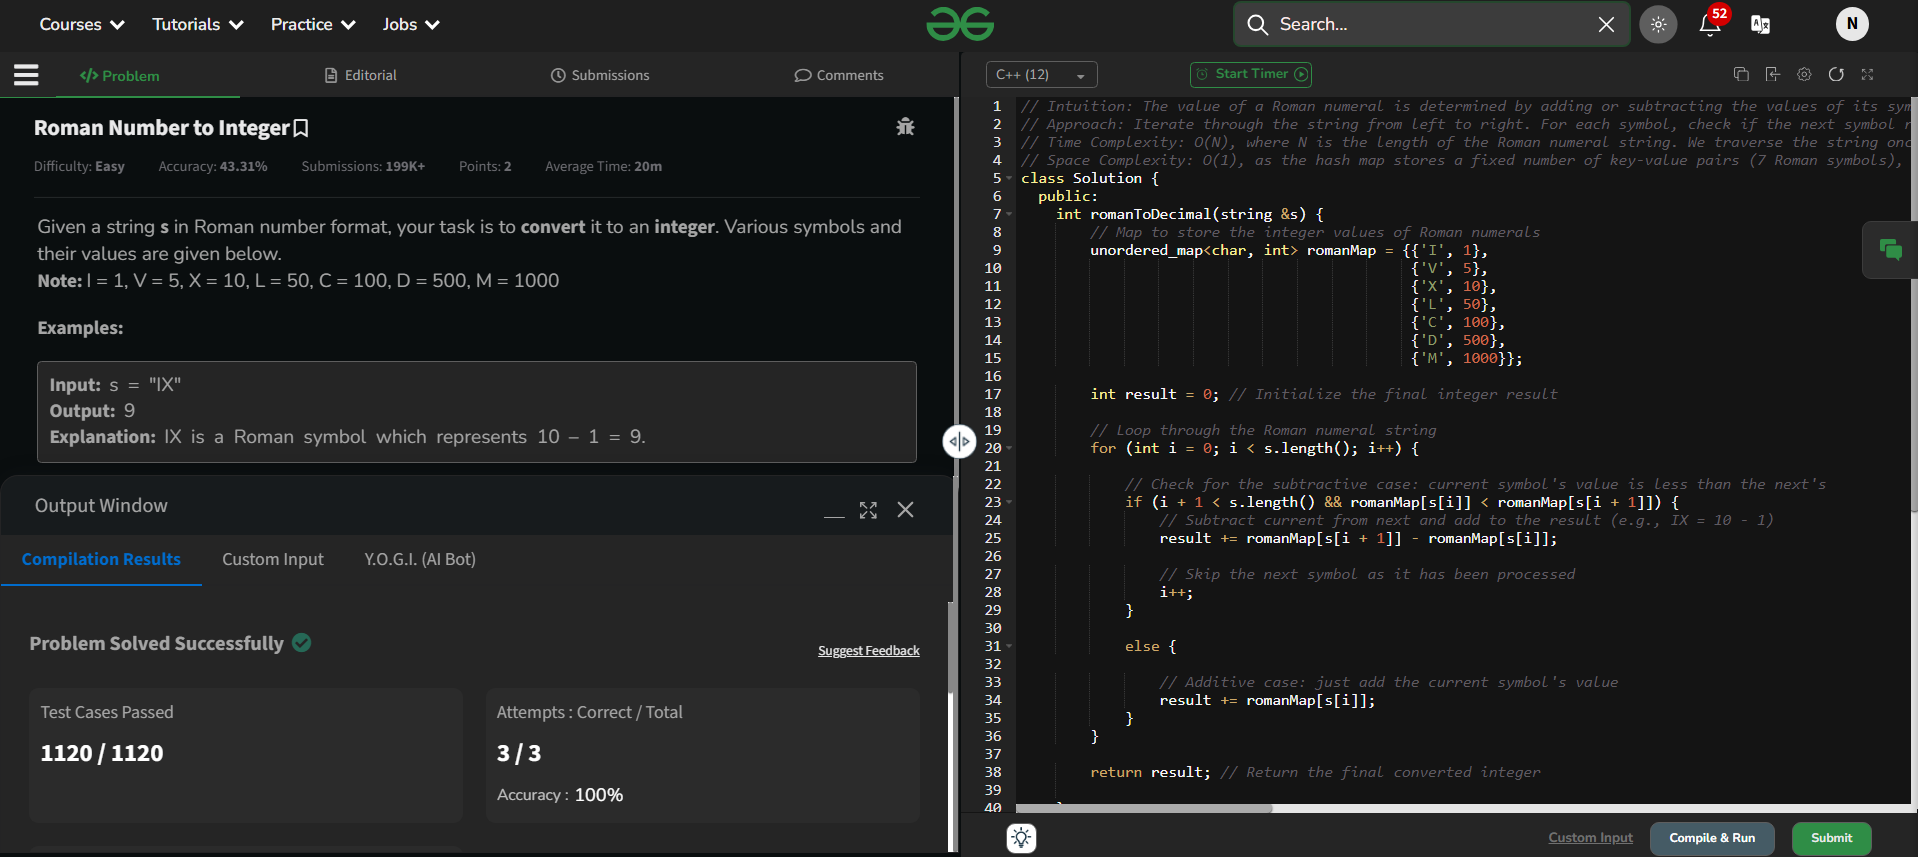 Courses Tutorials Practice Jobs Search... 52 N
Problem Editorial Submissions Comments
C++ (12) Start Timer
Roman Number to Integer
Difficulty: Easy Accuracy: 43.31% Submissions: 199K+ Points: 2 Average Time: 20m
Given a string s in Roman number format, your task is to convert it to an integer. Various symbols and
their values are given below.
Note: I = 1, V = 5, X = 10, L = 50, C = 100, D = 500, M = 1000
Examples:
Input: s = "IX"
Output: 9
Explanation: IX is a Roman symbol which represents 10 – 1 = 9.
Output Window
Compilation Results Custom Input Y.O.G.I. (AI Bot)
Problem Solved Successfully
Suggest Feedback
Test Cases Passed
1120 / 1120
Attempts : Correct / Total
3 / 3
Accuracy : 100%
1 // Intuition: The value of a Roman numeral is determined by adding or subtracting the values of its sym
2 // Approach: Iterate through the string from left to right. For each symbol, check if the next symbol r
3 // Time Complexity: O(N), where N is the length of the Roman numeral string. We traverse the string onc
4 // Space Complexity: O(1), as the hash map stores a fixed number of key-value pairs (7 Roman symbols),
5 class Solution {
6 public:
7 int romanToDecimal(string &s) {
8 // Map to store the integer values of Roman numerals
9 unordered_map<char, int> romanMap = {{'I', 1},
10 {'V', 5},
11 {'X', 10},
12 {'L', 50},
13 {'C', 100},
14 {'D', 500},
15 {'M', 1000}};
16
17 int result = 0; // Initialize the final integer result
18
19 // Loop through the Roman numeral string
20 for (int i = 0; i < s.length(); i++) {
21
22 // Check for the subtractive case: current symbol's value is less than the next's
23 if (i + 1 < s.length() && romanMap[s[i]] < romanMap[s[i + 1]]) {
24 // Subtract current from next and add to the result (e.g., IX = 10 - 1)
25 result += romanMap[s[i + 1]] - romanMap[s[i]];
26
27 // Skip the next symbol as it has been processed
28 i++;
29 }
30
31 else {
32
33 // Additive case: just add the current symbol's value
34 result += romanMap[s[i]];
35 }
36 }
37
38 return result; // Return the final converted integer
39
40
Custom Input Compile & Run Submit